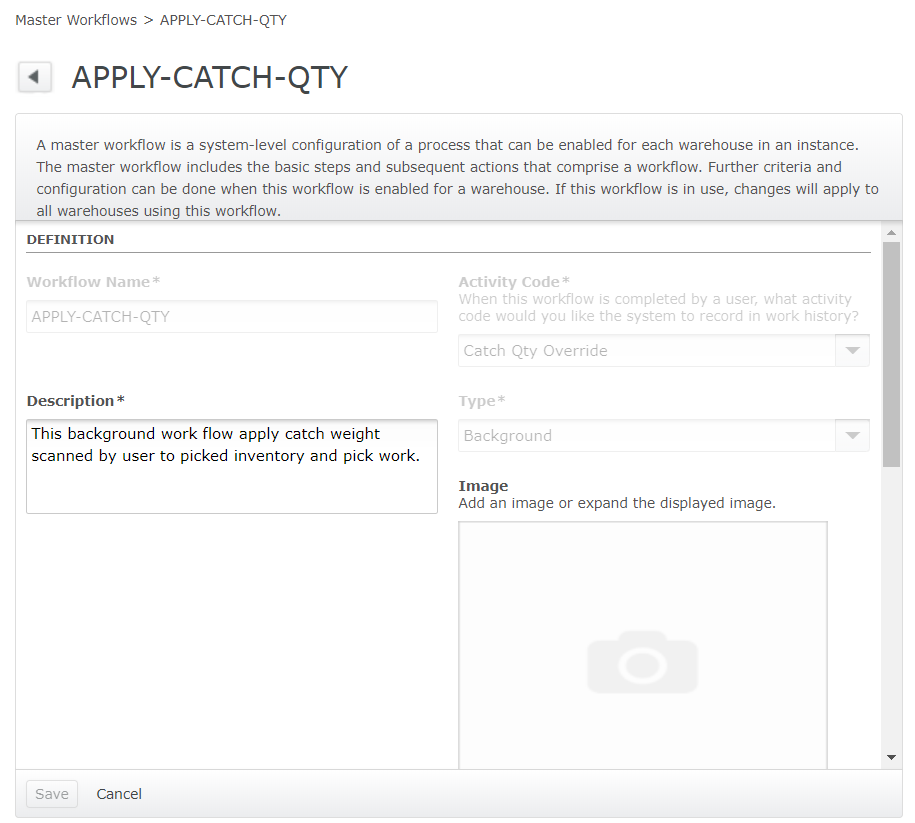 Master Workflows > APPLY-CATCH-QTY
APPLY-CATCH-QTY
A master workflow is a system-level configuration of a process that can be enabled for each warehouse in an instance.
The master workflow includes the basic steps and subsequent actions that comprise a workflow. Further criteria and
configuration can be done when this workflow is enabled for a warehouse. If this workflow is in use, changes will apply to
all warehouses using this workflow.
DEFINITION
Workflow Name*
APPLY-CATCH-QTY
Activity Code*
When this workflow is completed by a user, what activity
code would you like the system to record in work history?
Catch Qty Override
Description*
This background work flow apply catch weight
scanned by user to picked inventory and pick work.
Type*
Background
Image
Add an image or expand the displayed image.
Save Cancel